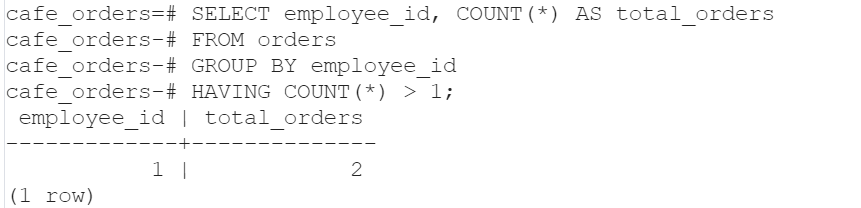 cafe_orders=# SELECT employee_id, COUNT(*) AS total_orders
cafe_orders-# FROM orders
cafe_orders-# GROUP BY employee_id
cafe_orders-# HAVING COUNT(*) > 1;
 employee_id | total_orders
-------------+--------------
           1 |            2
(1 row)